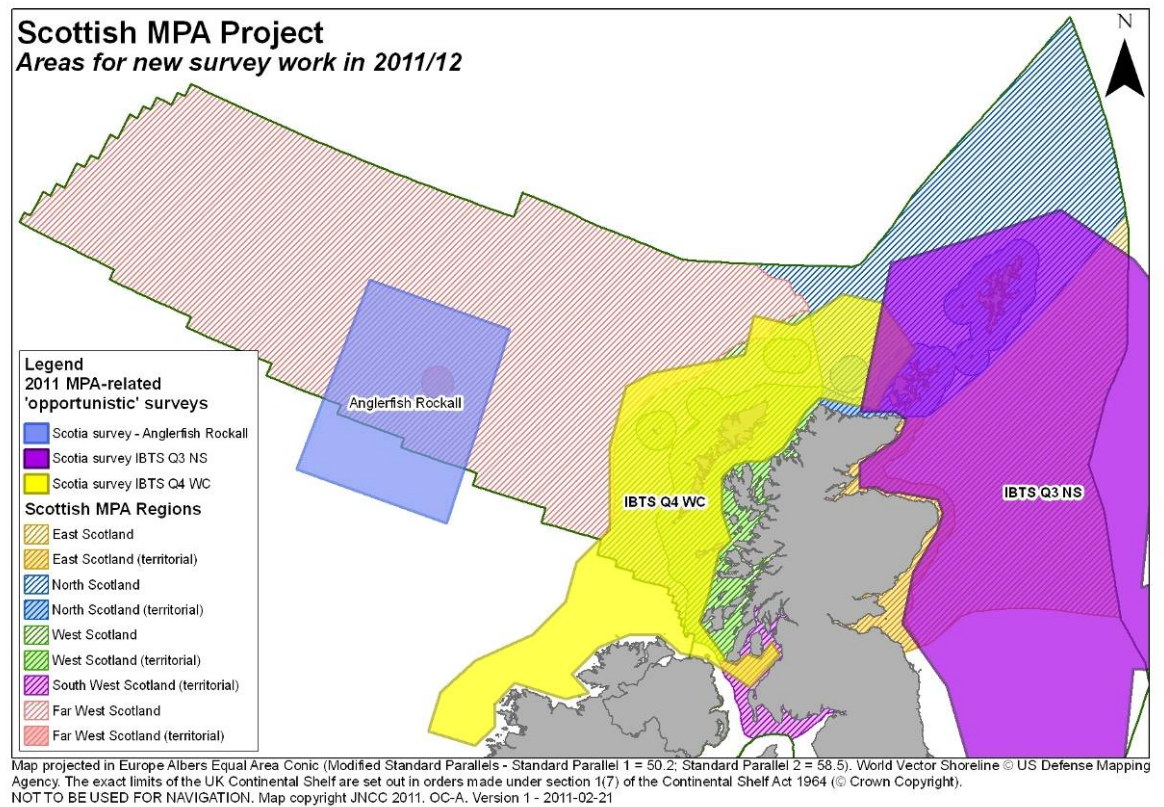 Scottish MPA Project
Areas for new survey work in 2011/12
N
Legend
2011 MPA-related
'opportunistic' surveys
Scotia survey - Anglerfish Rockall
Scotia survey IBTS Q3 NS
Scotia survey IBTS Q4 WC
Scottish MPA Regions
East Scotland
East Scotland (territorial)
North Scotland
North Scotland (territorial)
West Scotland
West Scotland (territorial)
South West Scotland (territorial)
Far West Scotland
Far West Scotland (territorial)
Anglerfish Rockall
IBTS Q4 WC
IBTS Q3 NS
Map projected in Europe Albers Equal Area Conic (Modified Standard Parallels - Standard Parallel 1 = 50.2; Standard Parallel 2 = 58.5). World Vector Shoreline © US Defense Mapping
Agency. The exact limits of the UK Continental Shelf are set out in orders made under section 1(7) of the Continental Shelf Act 1964 (© Crown Copyright).
NOT TO BE USED FOR NAVIGATION. Map copyright JNCC 2011. OC-A. Version 1 - 2011-02-21